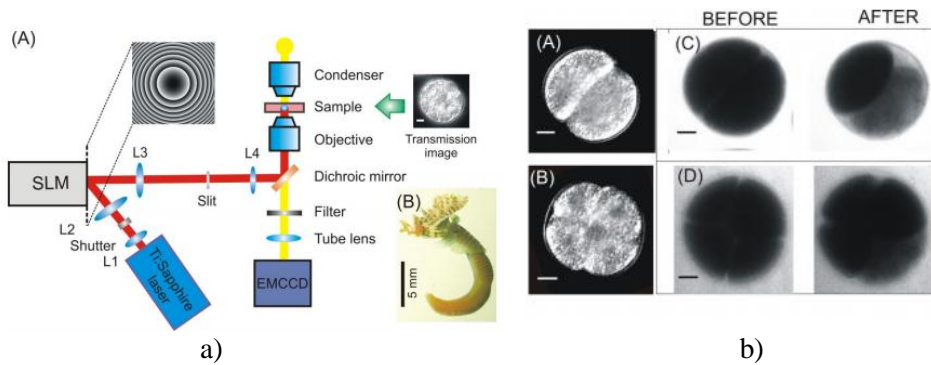 (A)
Condenser
Sample
Objective
Transmission image
L3
L4
SLM
Slit
Dichroic mirror
L2
Shutter
L1
Ti:Sapphire laser
Filter
Tube lens
EMCCD
(B)
5 mm
a)
BEFORE
AFTER
(A)
(C)
(B)
(D)
b)